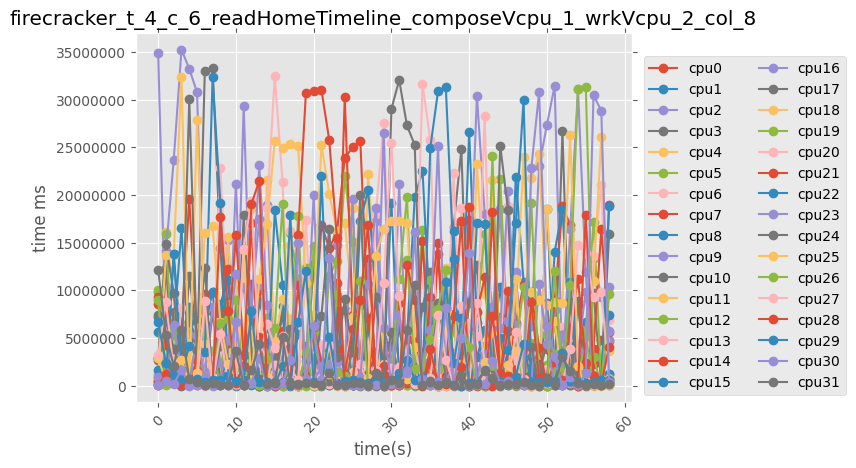 firecracker_t_4_c_6_readHomeTimeline_composeVcpu_1_wrkVcpu_2_col_8
time ms
35000000
30000000
25000000
20000000
15000000
10000000
5000000
0
0 10 20 30 40 50 60
time(s)
cpu0 cpu16
cpu1 cpu17
cpu2 cpu18
cpu3 cpu19
cpu4 cpu20
cpu5 cpu21
cpu6 cpu22
cpu7 cpu23
cpu8 cpu24
cpu9 cpu25
cpu10 cpu26
cpu11 cpu27
cpu12 cpu28
cpu13 cpu29
cpu14 cpu30
cpu15 cpu31